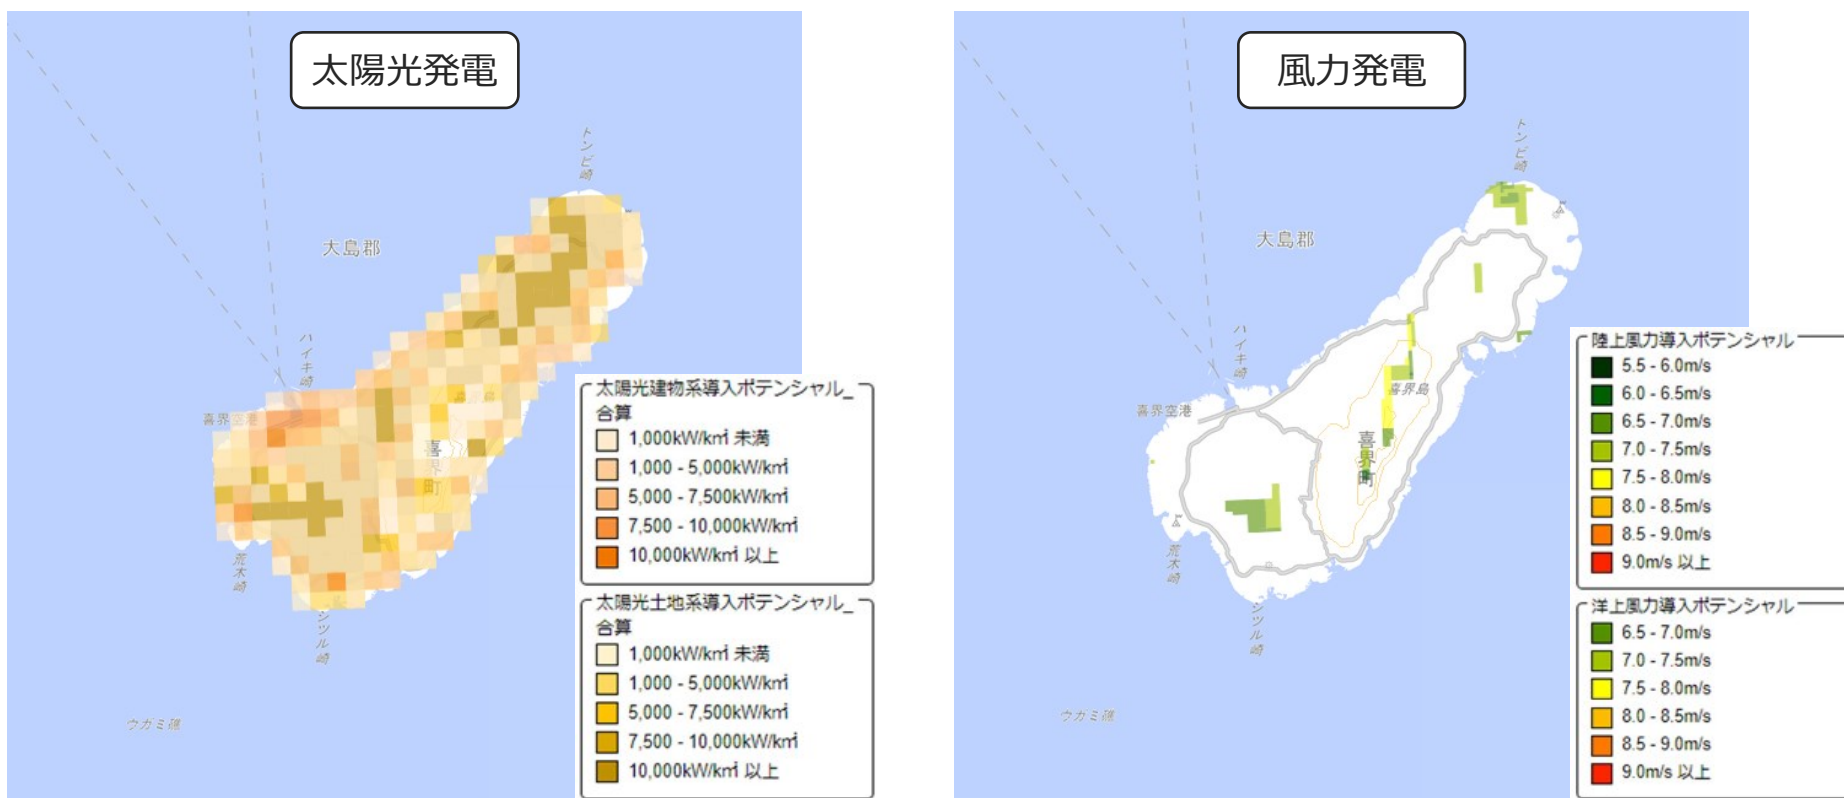 太陽光発電
トンビ崎
大島郡
ハイキ崎
喜界空港
喜界島
喜界町
荒木崎
シツル崎
ウガミ礁
太陽光建物系導入ポテンシャル_
合算
1,000kW/k㎡ 未満
1,000 - 5,000kW/k㎡
5,000 - 7,500kW/k㎡
7,500 - 10,000kW/k㎡
10,000kW/k㎡ 以上
太陽光土地系導入ポテンシャル_
合算
1,000kW/k㎡ 未満
1,000 - 5,000kW/k㎡
5,000 - 7,500kW/k㎡
7,500 - 10,000kW/k㎡
10,000kW/k㎡ 以上
風力発電
トンビ崎
大島郡
ハイキ崎
喜界空港
喜界島
喜界町
荒木崎
シツル崎
ウガミ礁
陸上風力導入ポテンシャル
5.5 - 6.0m/s
6.0 - 6.5m/s
6.5 - 7.0m/s
7.0 - 7.5m/s
7.5 - 8.0m/s
8.0 - 8.5m/s
8.5 - 9.0m/s
9.0m/s 以上
洋上風力導入ポテンシャル
6.5 - 7.0m/s
7.0 - 7.5m/s
7.5 - 8.0m/s
8.0 - 8.5m/s
8.5 - 9.0m/s
9.0m/s 以上